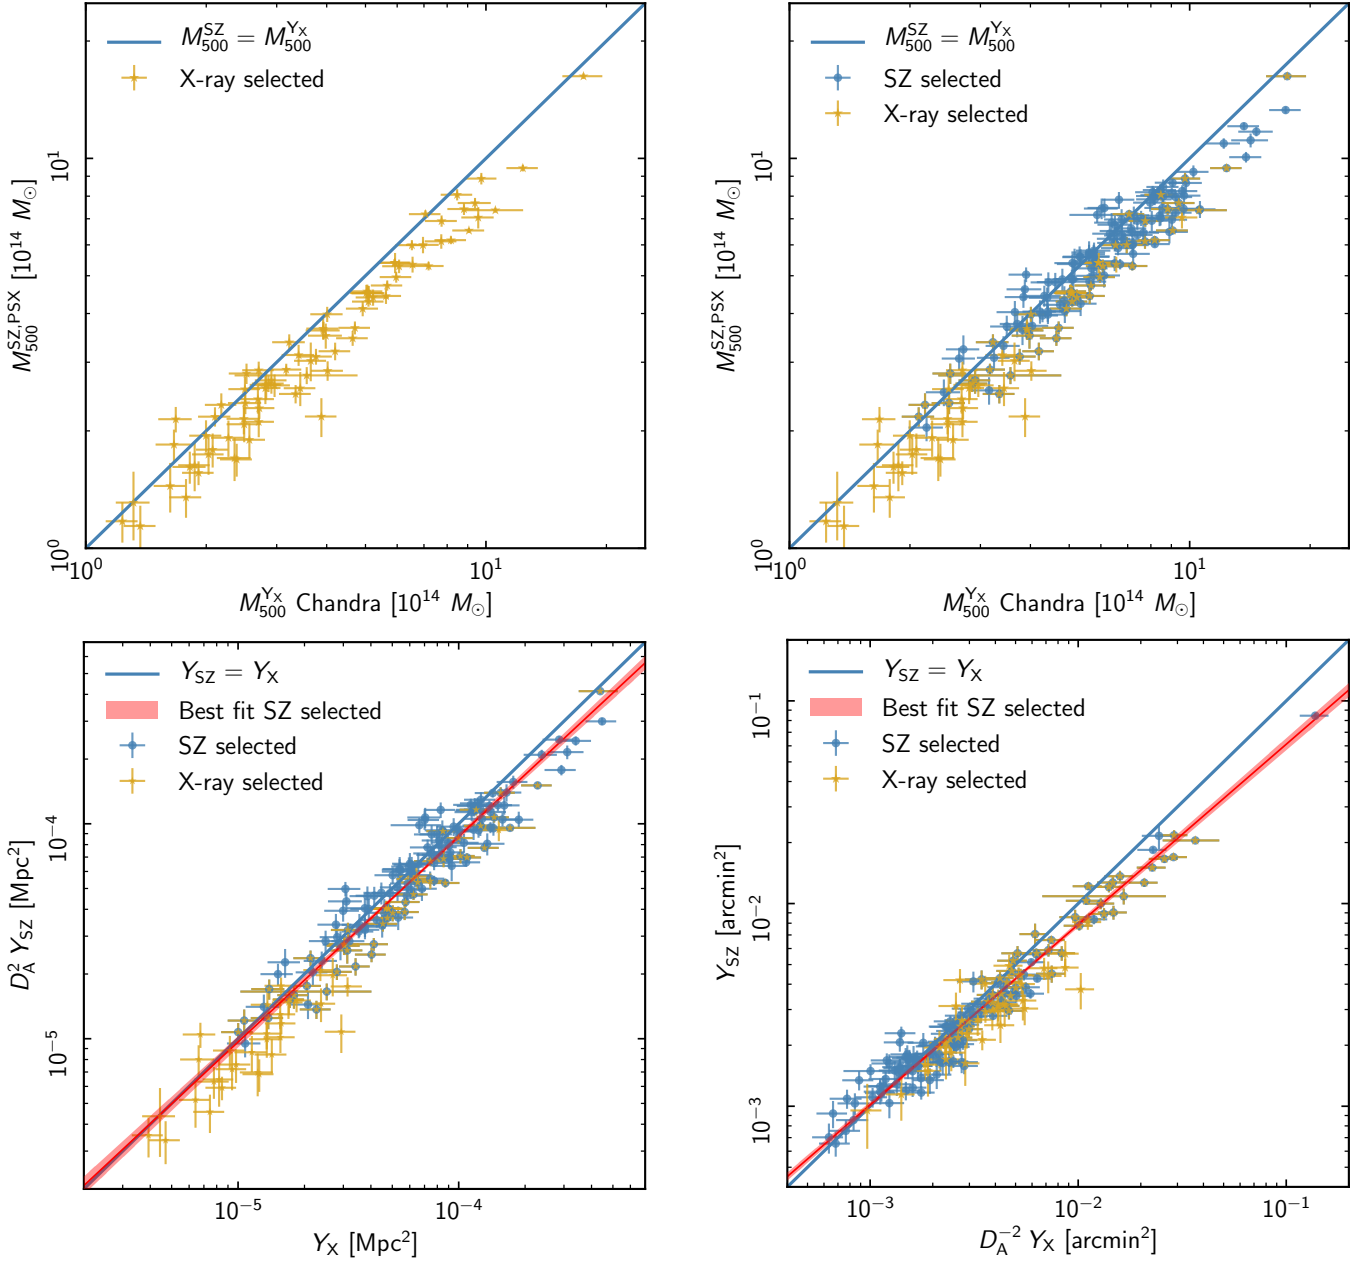 M_500^SZ = M_500^Y_X
X-ray selected
10^1
10^0
M_500^SZ,PSX [10^14 M_⊙]
10^0
10^1
M_500^Y_X Chandra [10^14 M_⊙]
M_500^SZ = M_500^Y_X
SZ selected
X-ray selected
10^1
10^0
M_500^SZ,PSX [10^14 M_⊙]
10^0
10^1
M_500^Y_X Chandra [10^14 M_⊙]
Y_SZ = Y_X
Best fit SZ selected
SZ selected
X-ray selected
10^−4
10^−5
D_A^2 Y_SZ [Mpc^2]
10^−5
10^−4
Y_X [Mpc^2]
Y_SZ = Y_X
Best fit SZ selected
SZ selected
X-ray selected
10^−1
10^−2
10^−3
Y_SZ [arcmin^2]
10^−3
10^−2
10^−1
D_A^−2 Y_X [arcmin^2]